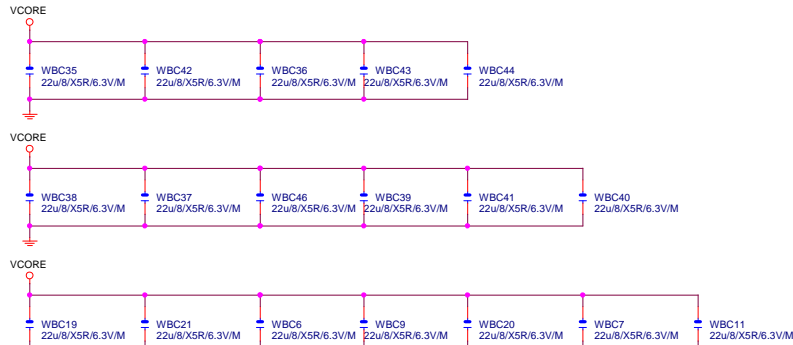 VCORE
WBC35 WBC42 WBC36 WBC43 WBC44
22u/8/X5R/6.3V/M 22u/8/X5R/6.3V/M 22u/8/X5R/6.3V/M 22u/8/X5R/6.3V/M 22u/8/X5R/6.3V/M
VCORE
WBC38 WBC37 WBC46 WBC39 WBC41 WBC40
22u/8/X5R/6.3V/M 22u/8/X5R/6.3V/M 22u/8/X5R/6.3V/M 22u/8/X5R/6.3V/M 22u/8/X5R/6.3V/M 22u/8/X5R/6.3V/M
VCORE
WBC19 WBC21 WBC6 WBC9 WBC20 WBC7 WBC11
22u/8/X5R/6.3V/M 22u/8/X5R/6.3V/M 22u/8/X5R/6.3V/M 22u/8/X5R/6.3V/M 22u/8/X5R/6.3V/M 22u/8/X5R/6.3V/M 22u/8/X5R/6.3V/M